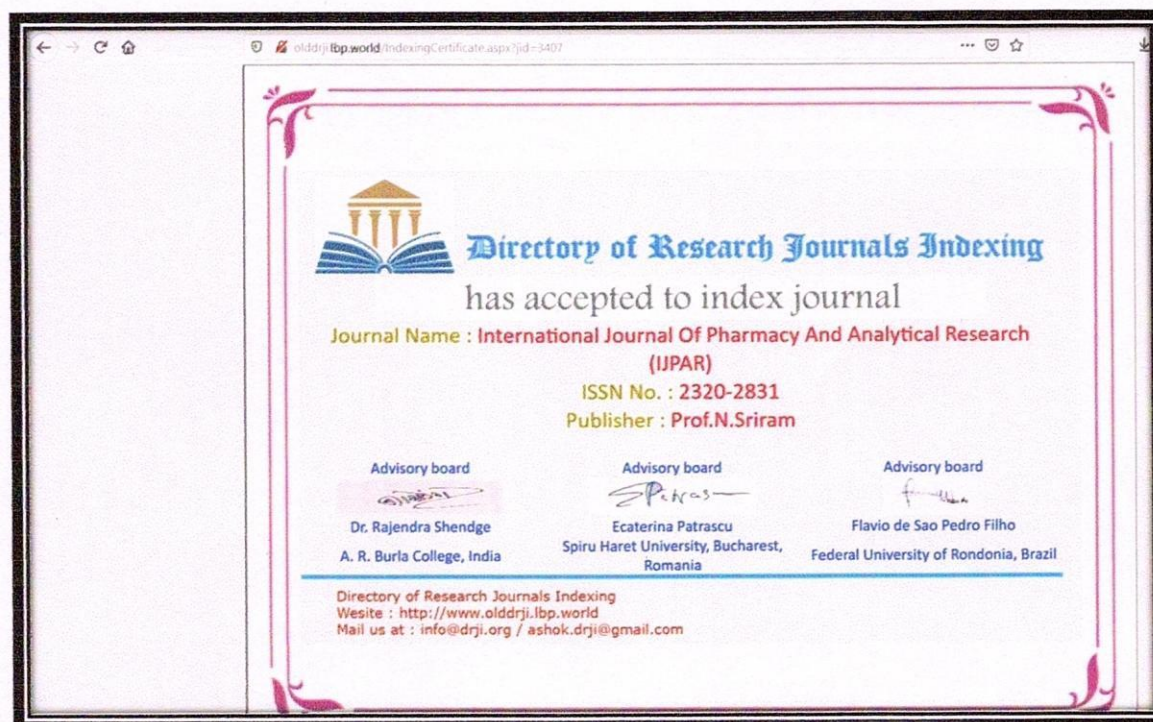 olddrji.lbp.world/IndexingCertificate.aspx?jid=3407
Directory of Research Journals Indexing
has accepted to index journal
Journal Name : International Journal Of Pharmacy And Analytical Research
(IJPAR)
ISSN No. : 2320-2831
Publisher : Prof.N.Sriram
Advisory board
Dr. Rajendra Shendge
A. R. Burla College, India
Advisory board
Ecaterina Patrascu
Spiru Haret University, Bucharest,
Romania
Advisory board
Flavio de Sao Pedro Filho
Federal University of Rondonia, Brazil
Directory of Research Journals Indexing
Wesite : http://www.olddrji.lbp.world
Mail us at : info@drji.org / ashok.drji@gmail.com